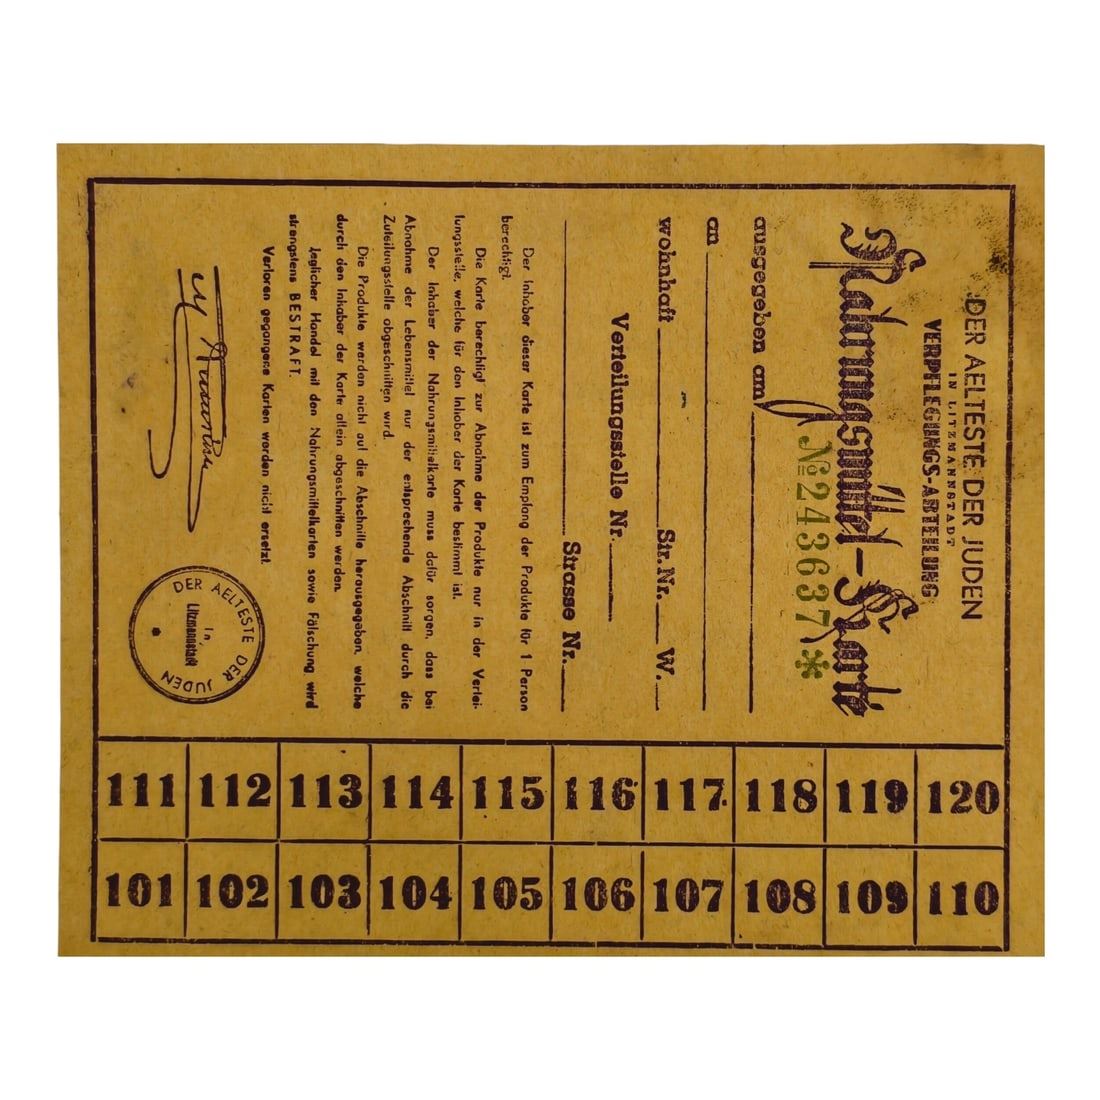 DER AELTESTE DER JUDEN
IN LITZMANNSTADT
VERPFLEGUNGS-ABTEILUNG
Nahrungsmittel-Karte
№ 243637 *
ausgegeben am
an
wohnhaft Str. Nr. W.
Verteilungsstelle Nr.
Strasse Nr.
Der Inhaber dieser Karte ist zum Empfang der Produkte für 1 Person
berechtigt.
Die Karte berechtigt zur Abnahme der Produkte nur in der Vertei-
lungsstelle, welche für den Inhaber der Karte bestimmt ist.
Der Inhaber der Nahrungsmittelkarte muss dafür sorgen, dass bei
Abnahme der Lebensmittel nur der entsprechende Abschnitt durch die
Zuteilungsstelle abgeschnitten wird.
Die Produkte werden nicht auf die Abschnitte herausgegeben, welche
durch den Inkaber der Karte allein abgeschnitten werden.
Jeglicher Handel mit den Nahrungsmittelkarten sowie Fälschung wird
strengstens BESTRAFT.
Verloren gegangene Karten werden nicht ersetzt.
DER AELTESTE DER JUDEN
in
Litzmannstadt
111 112 113 114 115 116 117 118 119 120
101 102 103 104 105 106 107 108 109 110